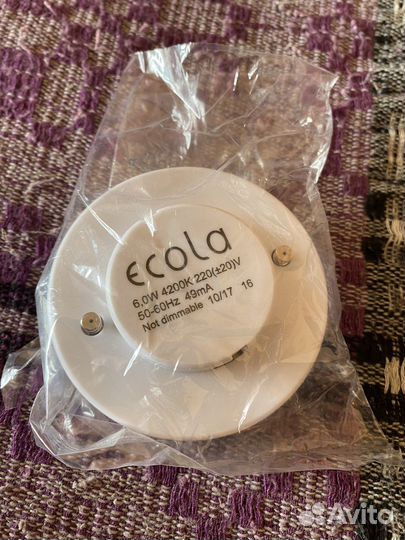 ecola
6,0W 4200K 220(±20)V
50-60Hz 49mA
Not dimmable 10/17 16
Avito